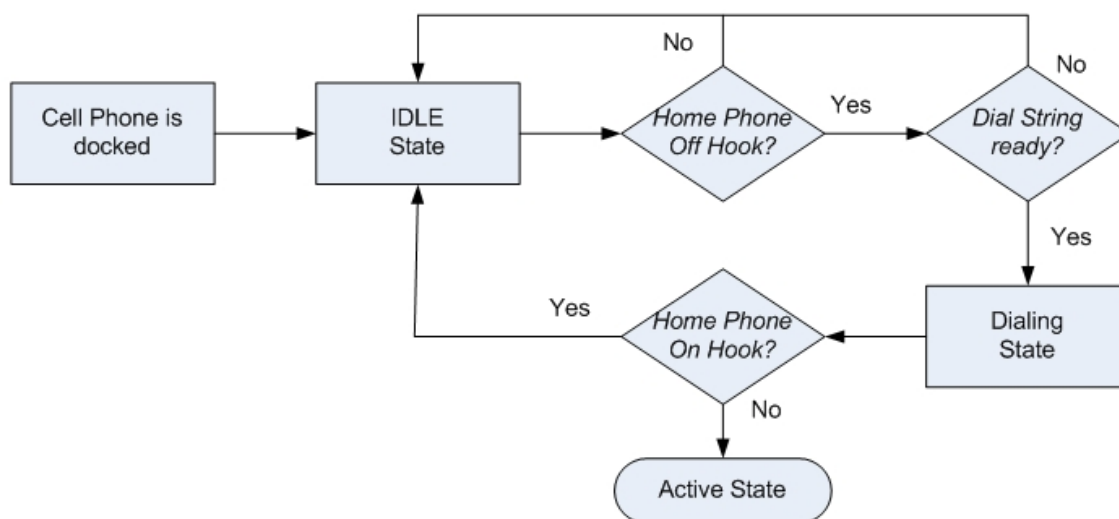 No
No
Cell Phone is
docked
IDLE
State
Home Phone
Off Hook?
Yes
Dial String
ready?
Yes
Yes
Home Phone
On Hook?
Dialing
State
No
Active State